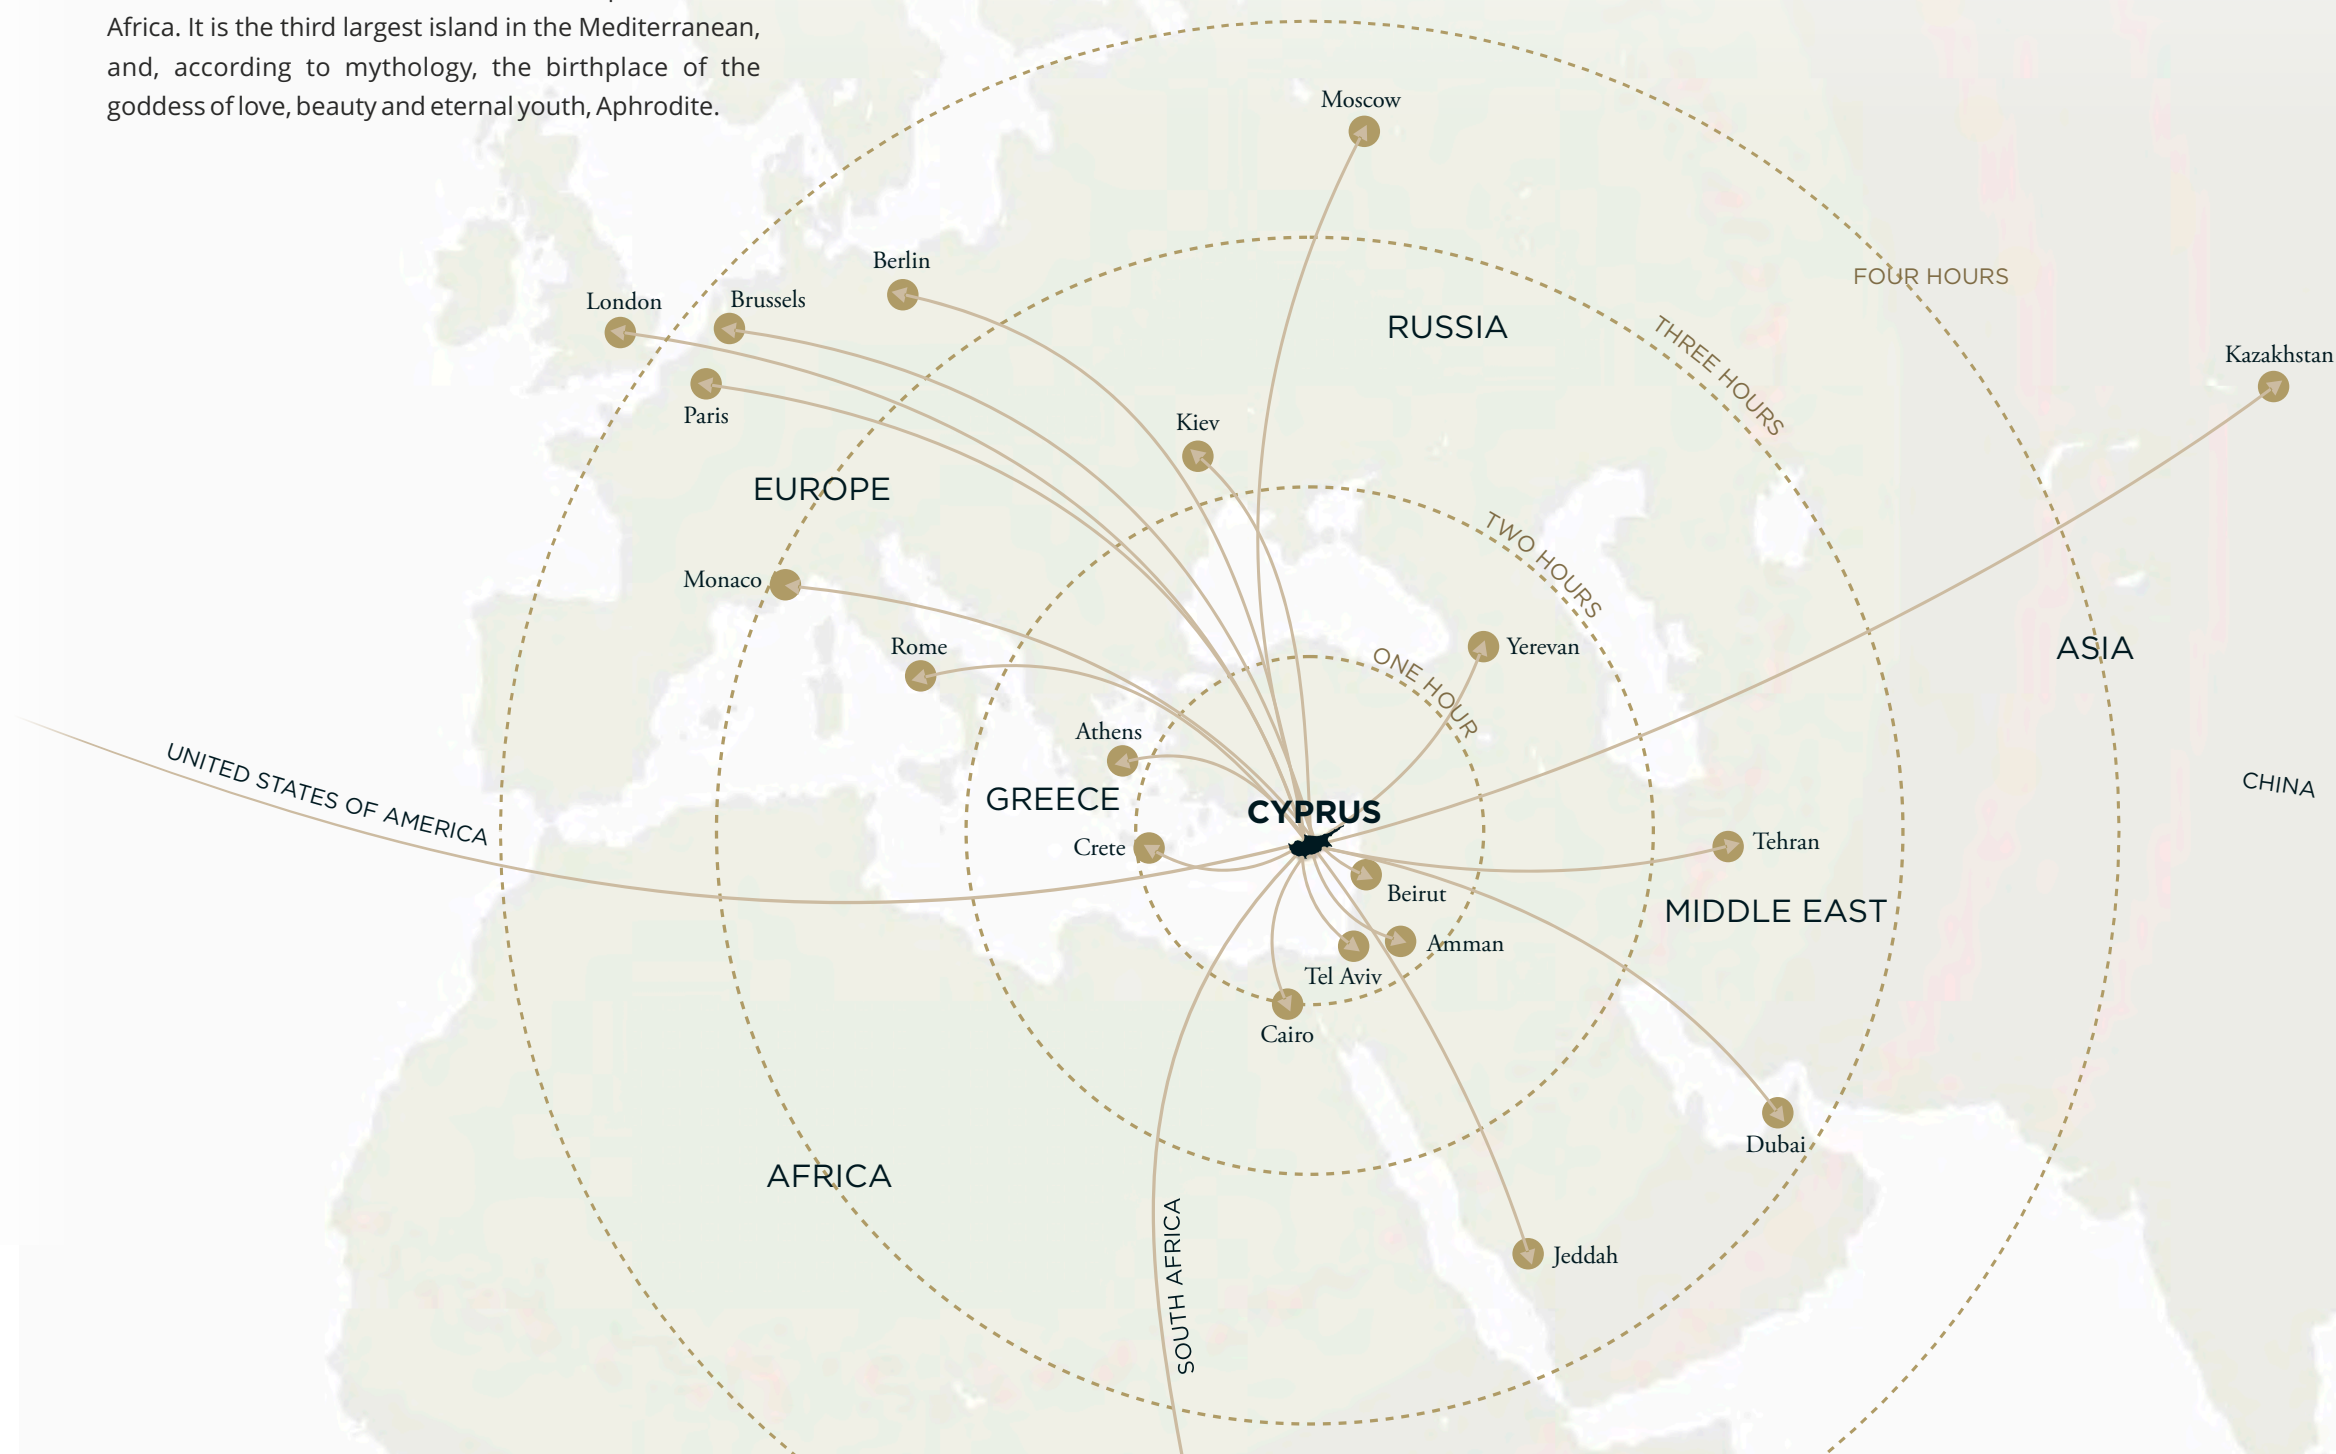 Africa. It is the third largest island in the Mediterranean,
and, according to mythology, the birthplace of the
goddess of love, beauty and eternal youth, Aphrodite.
Moscow
Berlin
FOUR HOURS
London
Brussels
RUSSIA
THREE HOURS
Kazakhstan
Paris
Kiev
EUROPE
TWO HOURS
Monaco
Rome
Yerevan
ONE HOUR
ASIA
Athens
UNITED STATES OF AMERICA
GREECE
CYPRUS
CHINA
Crete
Tehran
Beirut
MIDDLE EAST
Amman
Tel Aviv
Cairo
Dubai
AFRICA
SOUTH AFRICA
Jeddah